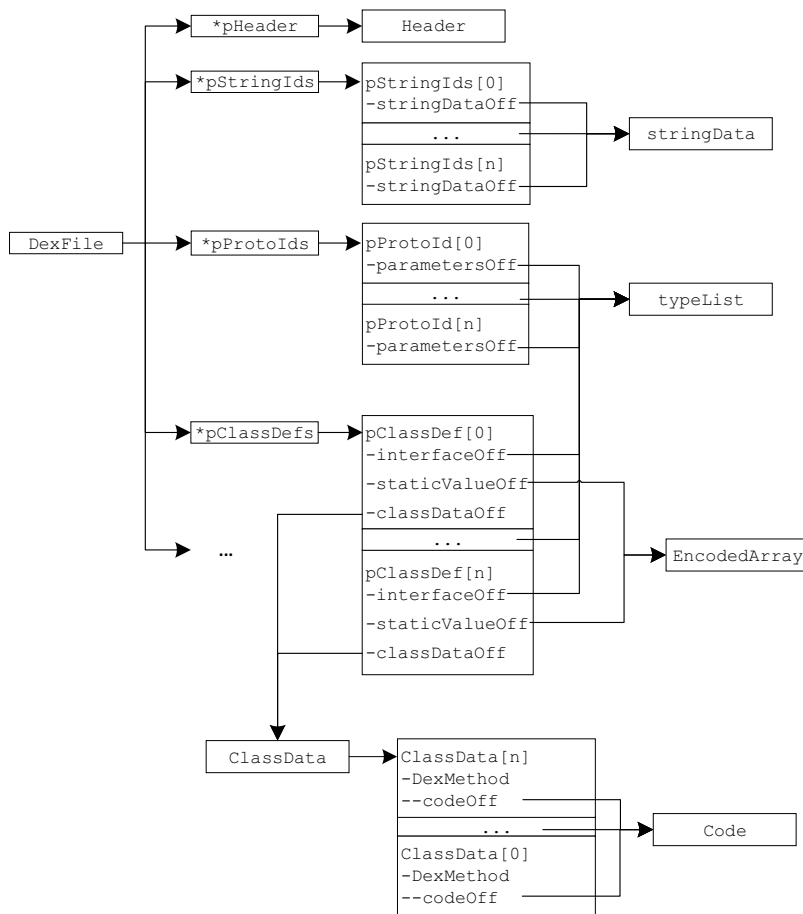 *pHeader
Header
*pStringIds
pStringIds[0]
-stringDataOff
...
pStringIds[n]
-stringDataOff
stringData
DexFile
*pProtoIds
pProtoId[0]
-parametersOff
...
pProtoId[n]
-parametersOff
typeList
*pClassDefs
pClassDef[0]
-interfaceOff
-staticValueOff
-classDataOff
...
pClassDef[n]
-interfaceOff
-staticValueOff
-classDataOff
...
EncodedArray
ClassData
ClassData[n]
-DexMethod
--codeOff
...
ClassData[0]
-DexMethod
--codeOff
Code